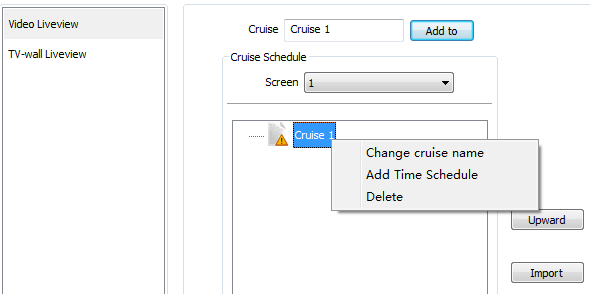 Video Liveview
TV-wall Liveview
Cruise Cruise 1 Add to
Cruise Schedule
Screen 1
Cruise 1
Change cruise name
Add Time Schedule
Delete
Upward
Import